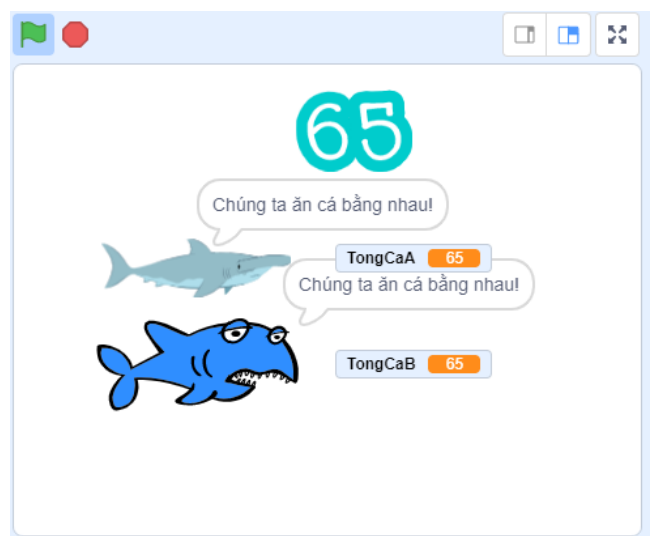 65
Chúng ta ăn cá bằng nhau!
TongCaA 65
Chúng ta ăn cá bằng nhau!
TongCaB 65